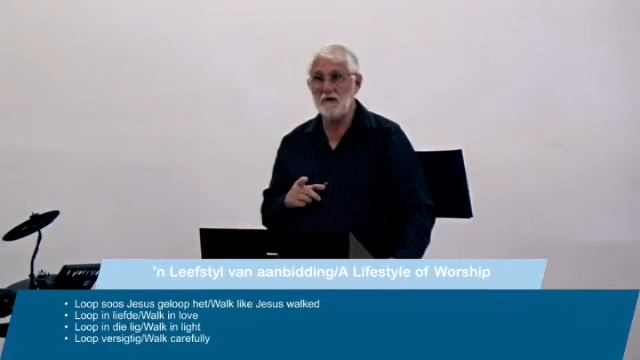 'n Leefstyl van aanbidding/A Lifestyle of Worship
• Loop soos Jesus geloop het/Walk like Jesus walked
• Loop in liefde/Walk in love
• Loop in die lig/Walk in light
• Loop versigtig/Walk carefully